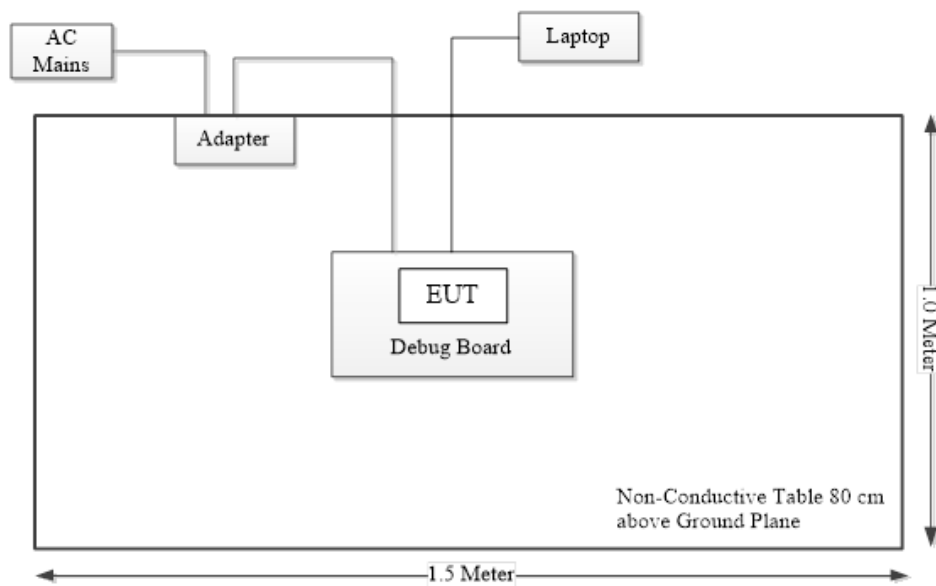 AC
Mains
Laptop
Adapter
EUT
Debug Board
1.0 Meter
Non-Conductive Table 80 cm
above Ground Plane
1.5 Meter